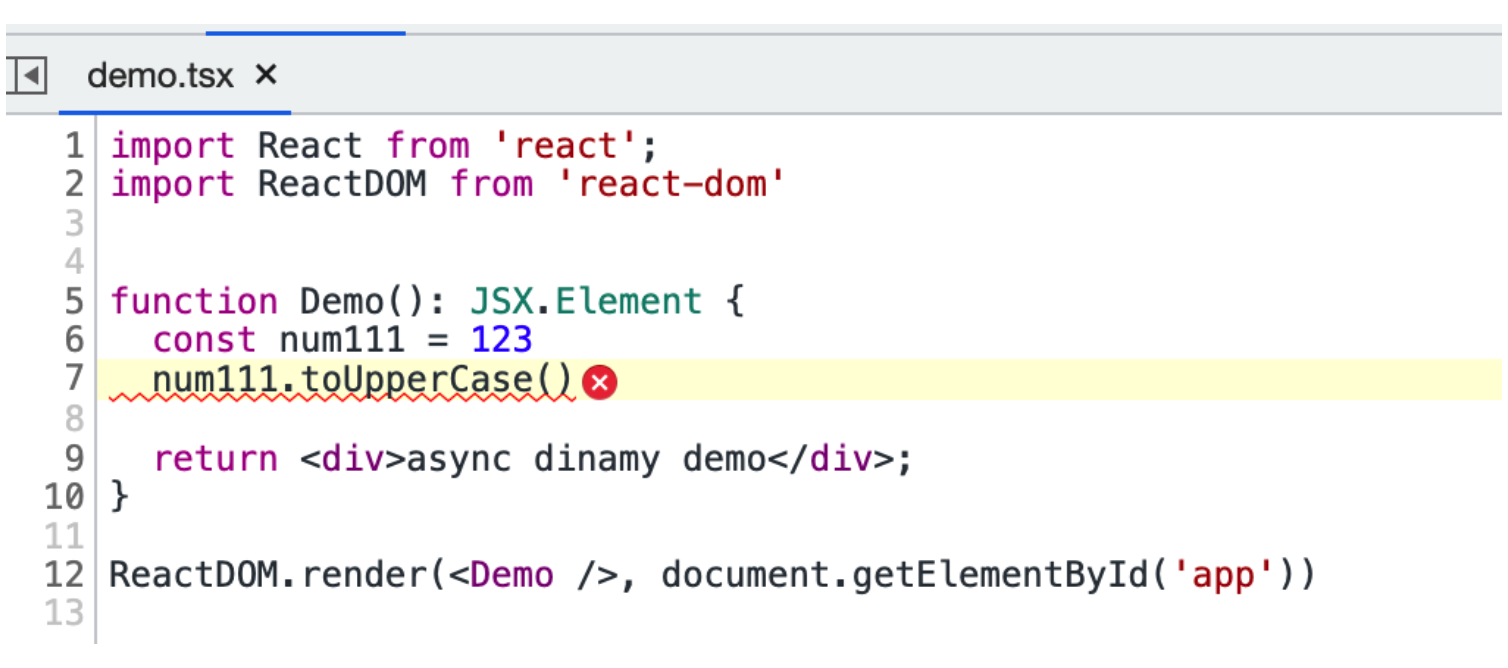 demo.tsx ×
1 import React from 'react';
2 import ReactDOM from 'react-dom'
3
4
5 function Demo(): JSX.Element {
6   const num111 = 123
7   num111.toUpperCase()
8
9   return <div>async dinamy demo</div>;
10 }
11
12 ReactDOM.render(<Demo />, document.getElementById('app'))
13